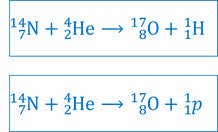 ¹⁴₇N + ⁴₂He ⟶ ¹⁷₈O + ¹₁H
¹⁴₇N + ⁴₂He ⟶ ¹⁷₈O + ¹₁p